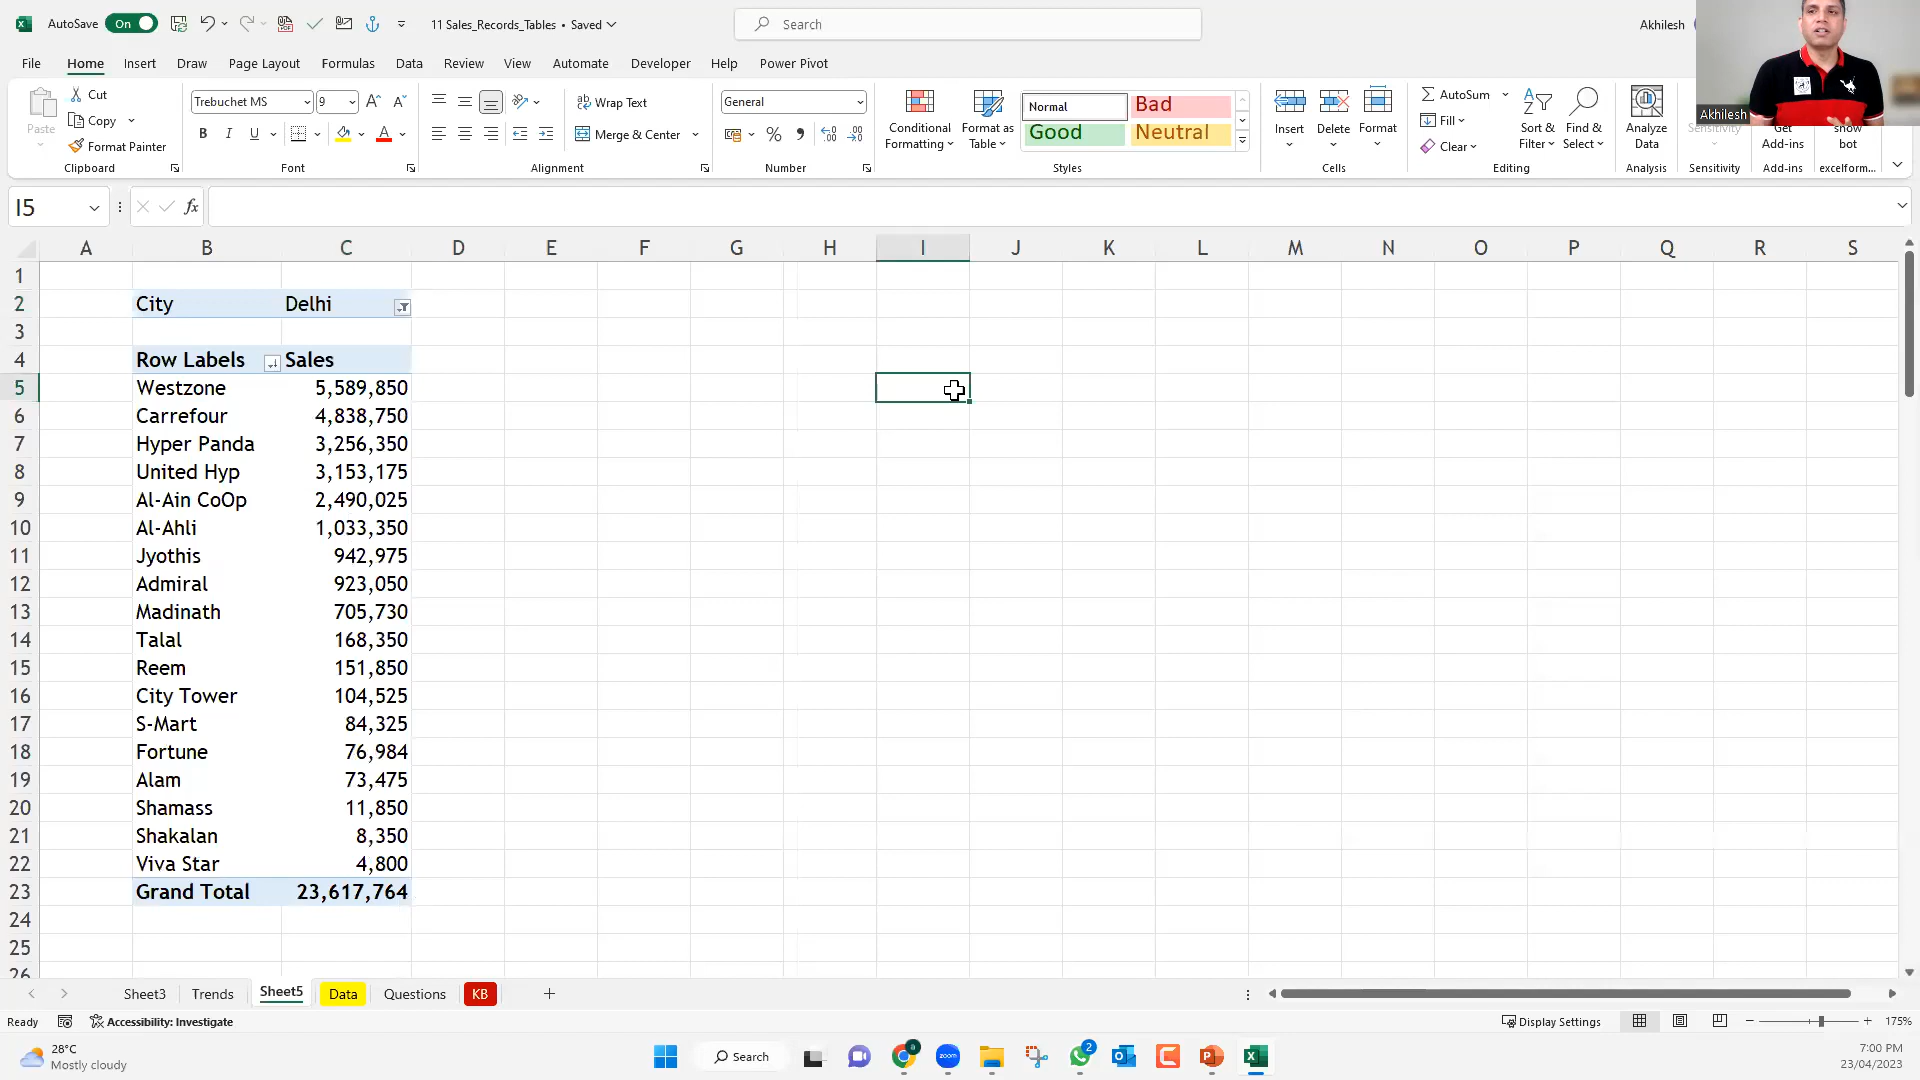 AutoSave On 11 Sales_Records_Tables • Saved Search Akhilesh
File Home Insert Draw Page Layout Formulas Data Review View Automate Developer Help Power Pivot
Paste Cut Copy Format Painter Clipboard
Trebuchet MS 9 B I U Font
Wrap Text Merge & Center Alignment
General Number
Conditional Formatting Format as Table Normal Bad Good Neutral Styles
Insert Delete Format Cells
AutoSum Fill Clear Sort & Filter Find & Select Editing
Analyze Data Analysis
Sensitivity Sensitivity
Get Add-ins Add-ins
show bot excelform...
Akhilesh
I5 fx
A B C D E F G H I J K L M N O P Q R S
1
2 City Delhi
3
4 Row Labels Sales
5 Westzone 5,589,850
6 Carrefour 4,838,750
7 Hyper Panda 3,256,350
8 United Hyp 3,153,175
9 Al-Ain CoOp 2,490,025
10 Al-Ahli 1,033,350
11 Jyothis 942,975
12 Admiral 923,050
13 Madinath 705,730
14 Talal 168,350
15 Reem 151,850
16 City Tower 104,525
17 S-Mart 84,325
18 Fortune 76,984
19 Alam 73,475
20 Shamass 11,850
21 Shakalan 8,350
22 Viva Star 4,800
23 Grand Total 23,617,764
24
25
26
Sheet3 Trends Sheet5 Data Questions KB
Ready Accessibility: Investigate Display Settings 175%
28°C
Mostly cloudy
Search
a zoom 2
7:00 PM
23/04/2023